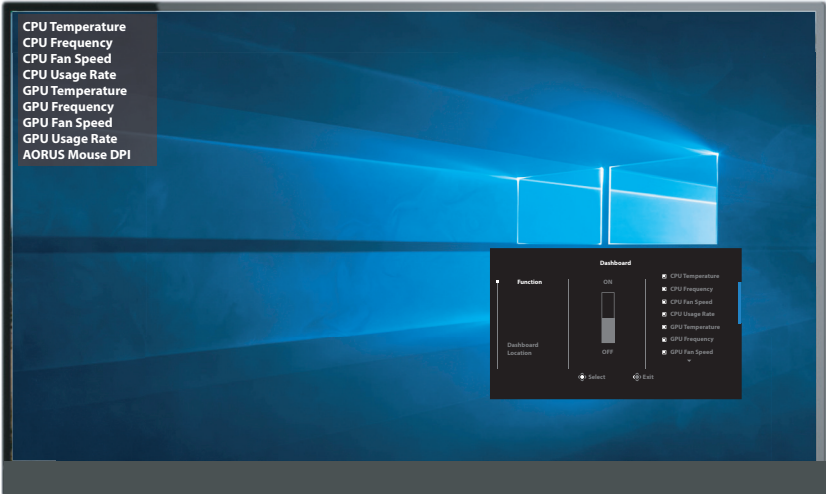 CPU Temperature
CPU Frequency
CPU Fan Speed
CPU Usage Rate
GPU Temperature
GPU Frequency
GPU Fan Speed
GPU Usage Rate
AORUS Mouse DPI
Dashboard
Function
ON
OFF
Dashboard
Location
CPU Temperature
CPU Frequency
CPU Fan Speed
CPU Usage Rate
GPU Temperature
GPU Frequency
GPU Fan Speed
Select
Exit